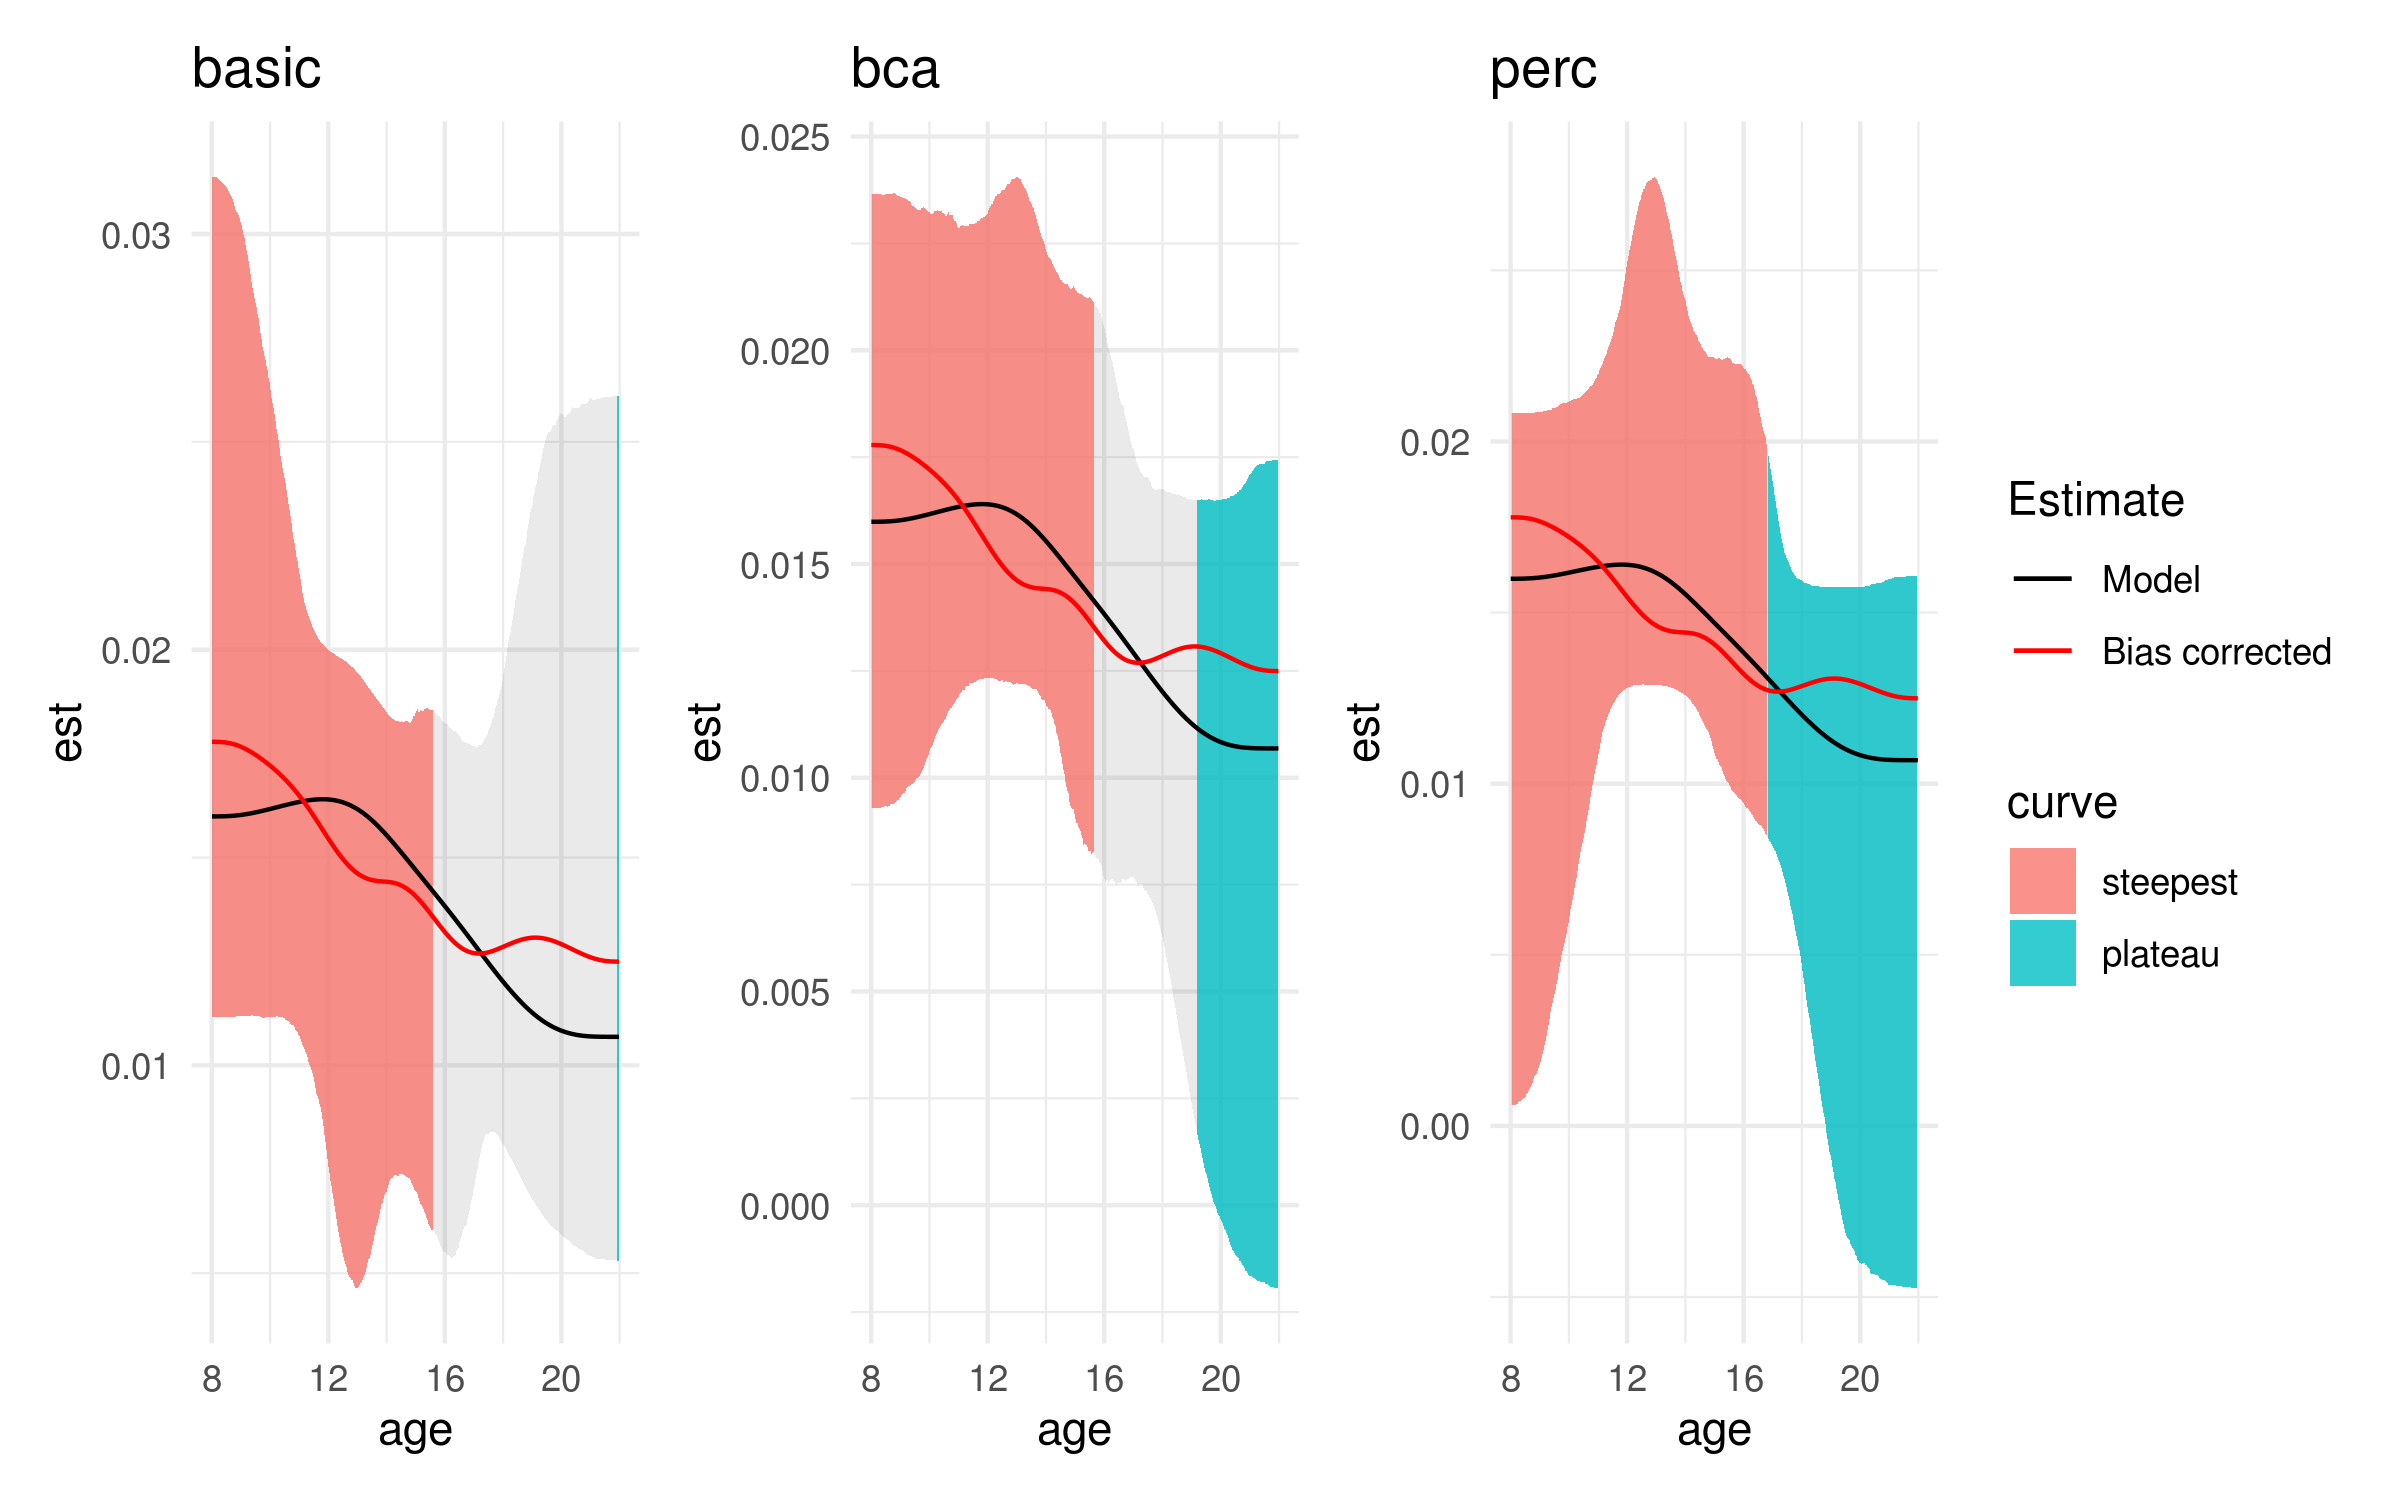 basic
0.03
0.02
0.01
est
8 12 16 20
age
bca
0.025
0.020
0.015
0.010
0.005
0.000
est
8 12 16 20
age
perc
0.02
0.01
0.00
est
8 12 16 20
age
Estimate
Model
Bias corrected
curve
steepest
plateau